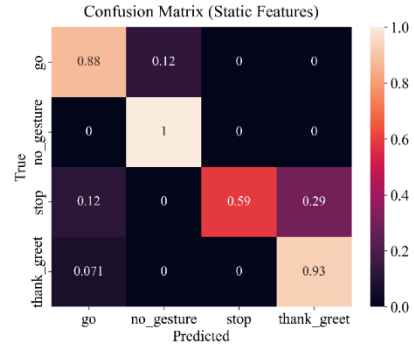 Confusion Matrix (Static Features)
1.0
go 0.88 0.12 0 0
0.8
no_gesture 0 1 0 0
0.6
True
0.4
stop 0.12 0 0.59 0.29
0.2
thank_greet 0.071 0 0 0.93
0.0
go no_gesture stop thank_greet
Predicted